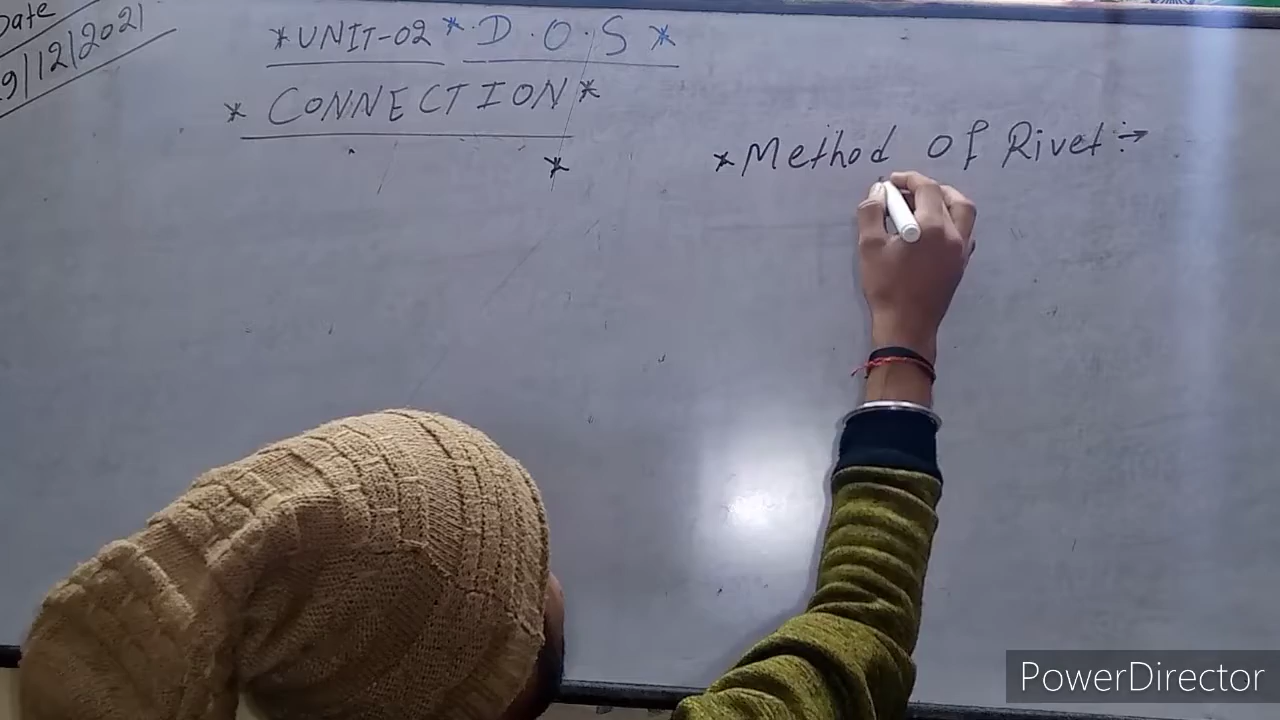 Date
9/12/2021
*UNIT-02 * D.O.S *
* CONNECTION *
*
* Method Of Rivet :→
PowerDirector